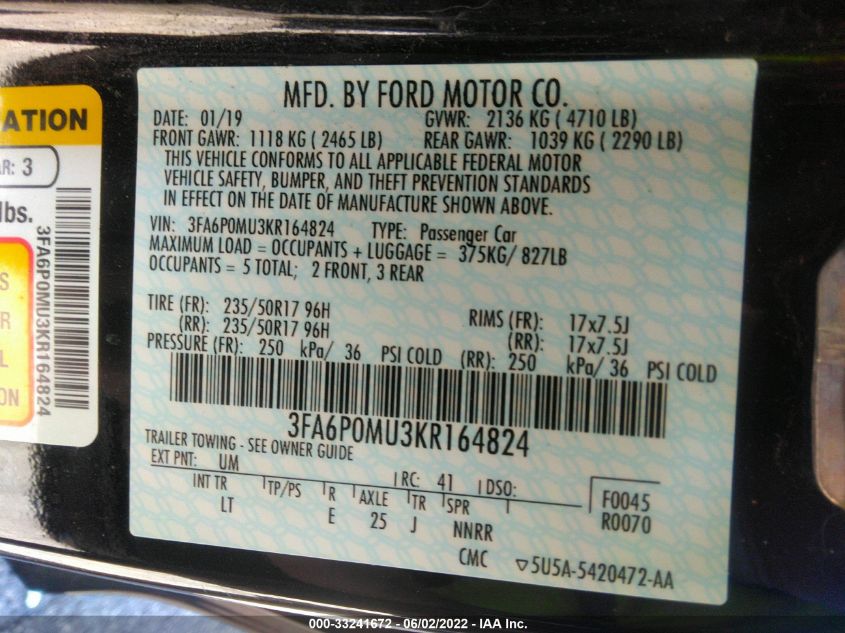 ATION
AR: 3
lbs.
S
R
L
ON
3FA6P0MU3KR164824
MFD. BY FORD MOTOR CO.
DATE: 01/19 GVWR: 2136 KG ( 4710 LB)
FRONT GAWR: 1118 KG ( 2465 LB) REAR GAWR: 1039 KG ( 2290 LB)
THIS VEHICLE CONFORMS TO ALL APPLICABLE FEDERAL MOTOR
VEHICLE SAFETY, BUMPER, AND THEFT PREVENTION STANDARDS
IN EFFECT ON THE DATE OF MANUFACTURE SHOWN ABOVE.
VIN: 3FA6P0MU3KR164824 TYPE: Passenger Car
MAXIMUM LOAD = OCCUPANTS + LUGGAGE = 375KG/ 827LB
OCCUPANTS = 5 TOTAL; 2 FRONT, 3 REAR
TIRE (FR): 235/50R17 96H RIMS (FR): 17x7.5J
(RR): 235/50R17 96H (RR): 17x7.5J
PRESSURE (FR): 250 kPa/ 36 PSI COLD (RR): 250 kPa/ 36 PSI COLD
3FA6P0MU3KR164824
TRAILER TOWING - SEE OWNER GUIDE
EXT PNT: UM RC: 41 DSO: F0045
INT TR TP/PS R AXLE TR SPR R0070
LT E 25 J NNRR
CMC ▽5U5A-5420472-AA
000-33241672 - 06/02/2022 - IAA Inc.